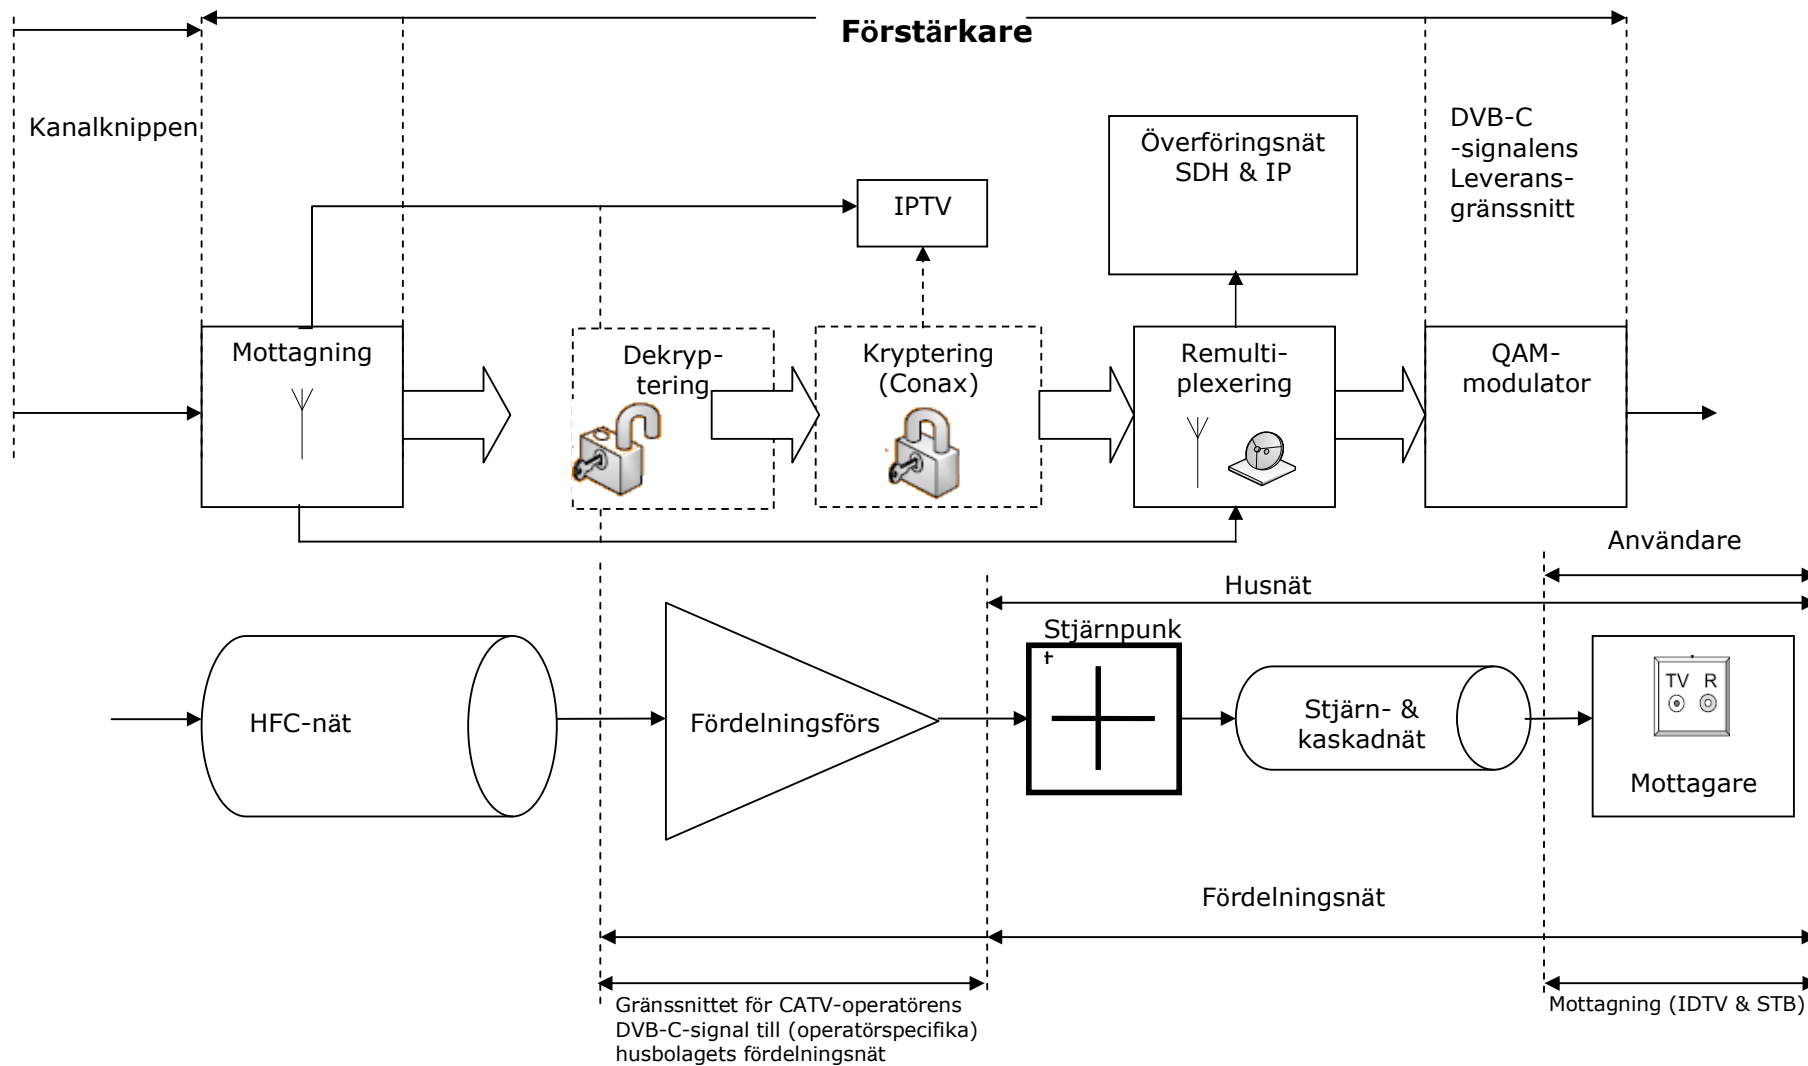 Förstärkare
Kanalknippen
DVB-C
-signalens
Leverans-
gränssnitt
Överföringsnät
SDH & IP
IPTV
Mottagning
Dekryp-
tering
Kryptering
(Conax)
Remulti-
plexering
QAM-
modulator
Användare
Husnät
Stjärnpunk
t
HFC-nät
Fördelningsförs
Stjärn- &
kaskadnät
TV R
Mottagare
Fördelningsnät
Gränssnittet för CATV-operatörens
DVB-C-signal till (operatörspecifika)
husbolagets fördelningsnät
Mottagning (IDTV & STB)